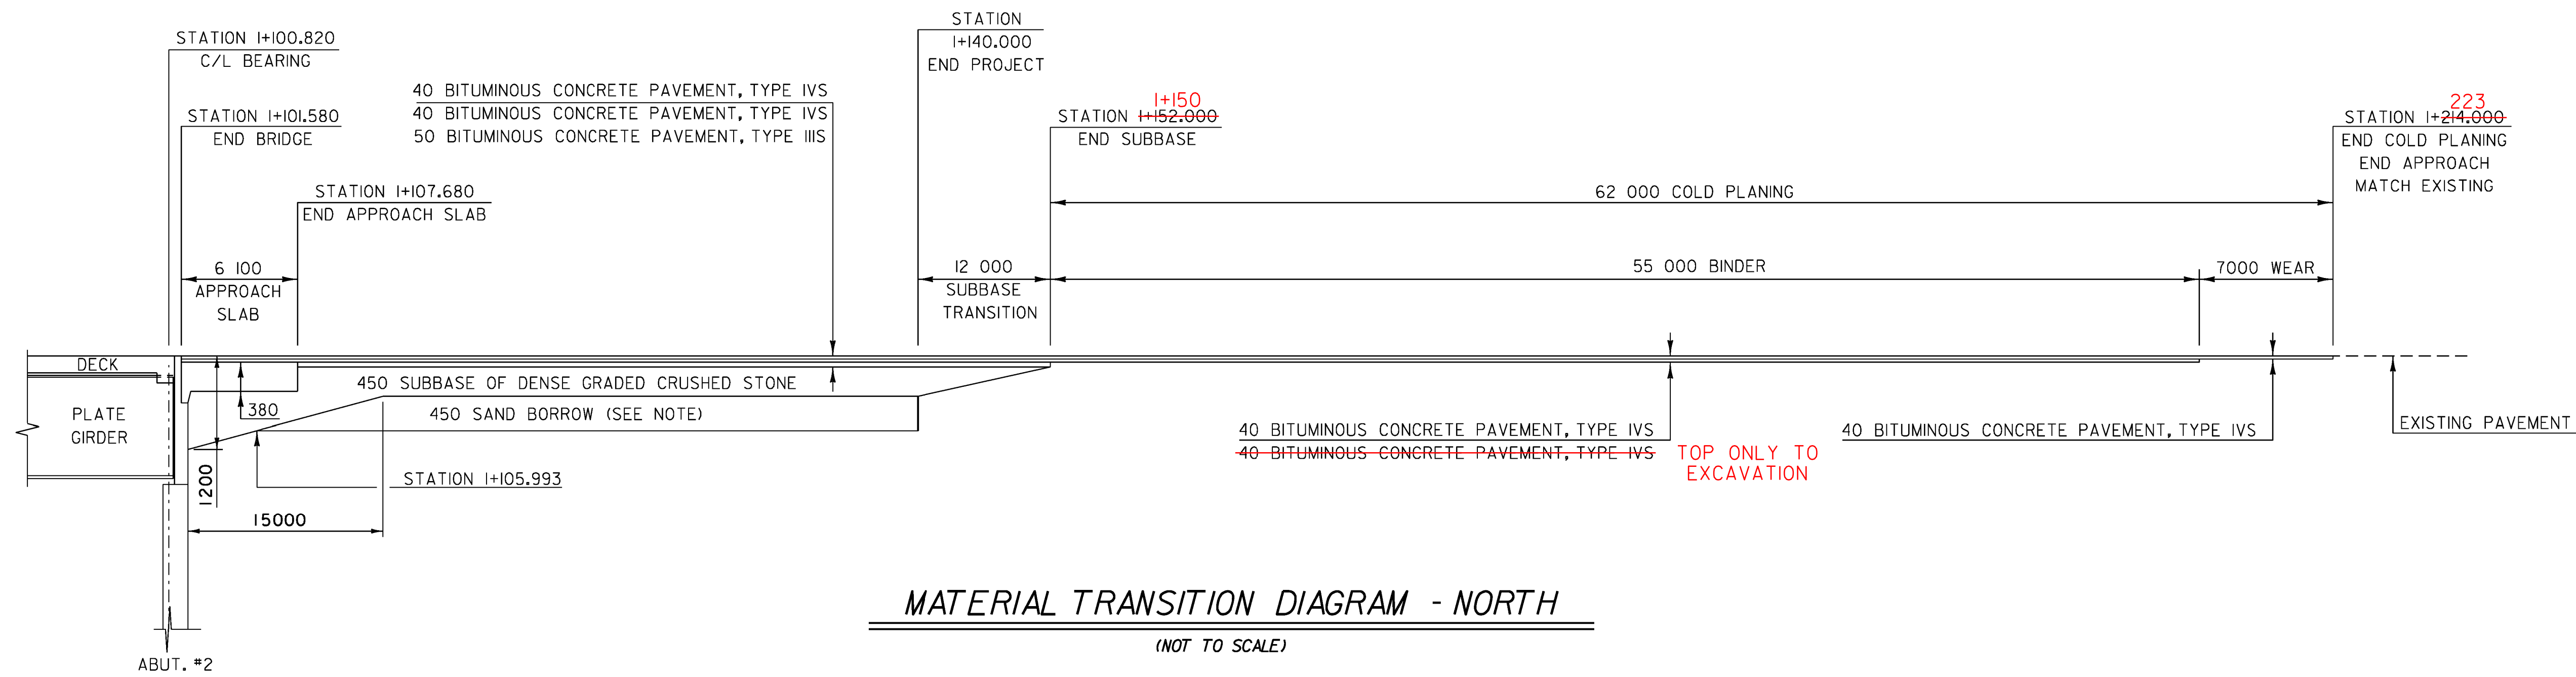 STATION 1+100.820
C/L BEARING
STATION 1+101.580
END BRIDGE
STATION 1+107.680
END APPROACH SLAB
40 BITUMINOUS CONCRETE PAVEMENT, TYPE IVS
40 BITUMINOUS CONCRETE PAVEMENT, TYPE IVS
50 BITUMINOUS CONCRETE PAVEMENT, TYPE IIIS
STATION
1+140.000
END PROJECT
1+150
STATION 1+152.000
END SUBBASE
223
STATION 1+214.000
END COLD PLANING
END APPROACH
MATCH EXISTING
62 000 COLD PLANING
6 100
APPROACH
SLAB
12 000
SUBBASE
TRANSITION
55 000 BINDER
7000 WEAR
DECK
PLATE
GIRDER
450 SUBBASE OF DENSE GRADED CRUSHED STONE
380
450 SAND BORROW (SEE NOTE)
1200
STATION 1+105.993
15000
40 BITUMINOUS CONCRETE PAVEMENT, TYPE IVS
40 BITUMINOUS CONCRETE PAVEMENT, TYPE IVS
TOP ONLY TO
EXCAVATION
40 BITUMINOUS CONCRETE PAVEMENT, TYPE IVS
EXISTING PAVEMENT
ABUT. #2
MATERIAL TRANSITION DIAGRAM - NORTH
(NOT TO SCALE)